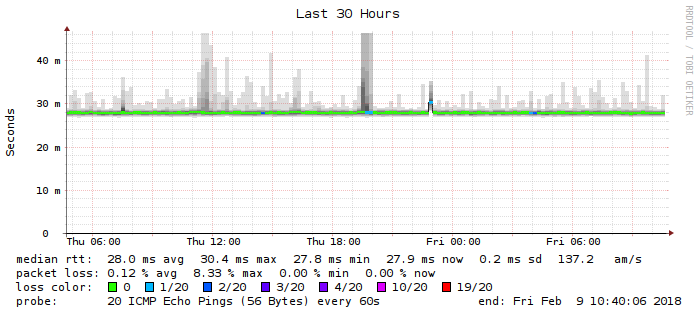 Last 30 Hours
RRDTOOL / TOBI OETIKER
Seconds
40 m
30 m
20 m
10 m
0
Thu 06:00 Thu 12:00 Thu 18:00 Fri 00:00 Fri 06:00
median rtt: 28.0 ms avg 30.4 ms max 27.8 ms min 27.9 ms now 0.2 ms sd 137.2 am/s
packet loss: 0.12 % avg 8.33 % max 0.00 % min 0.00 % now
loss color: 0 1/20 2/20 3/20 4/20 10/20 19/20
probe: 20 ICMP Echo Pings (56 Bytes) every 60s end: Fri Feb 9 10:40:06 2018